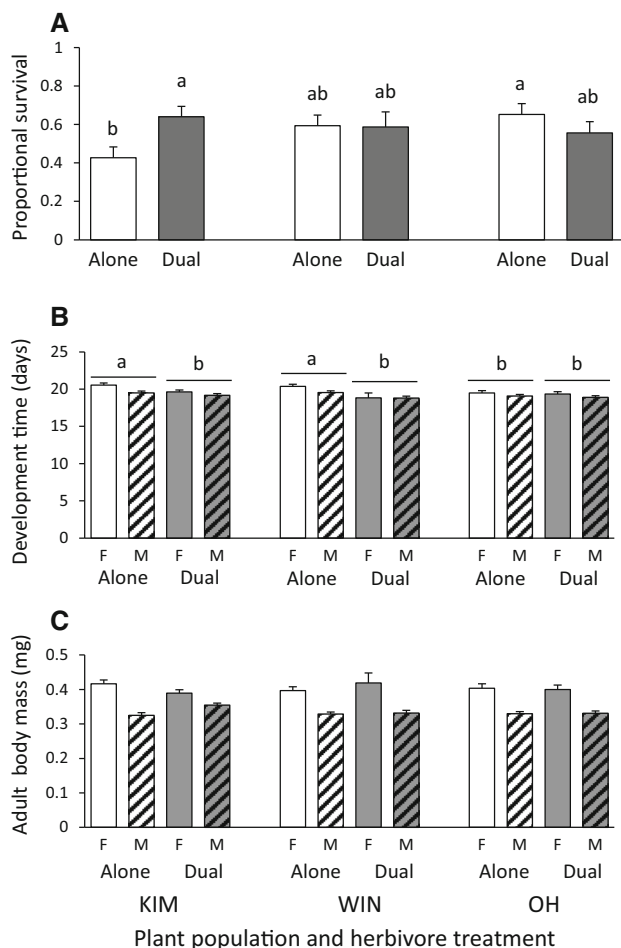 A
Proportional survival
1
0.8
0.6
0.4
0.2
0
b
a
ab
ab
a
ab
Alone Dual Alone Dual Alone Dual
B
Development time (days)
25
20
15
10
5
0
a
b
a
b
b
b
F M F M F M F M F M F M
Alone Dual Alone Dual Alone Dual
C
Adult body mass (mg)
0.5
0.4
0.3
0.2
0.1
0
F M F M F M F M F M F M
Alone Dual Alone Dual Alone Dual
KIM WIN OH
Plant population and herbivore treatment